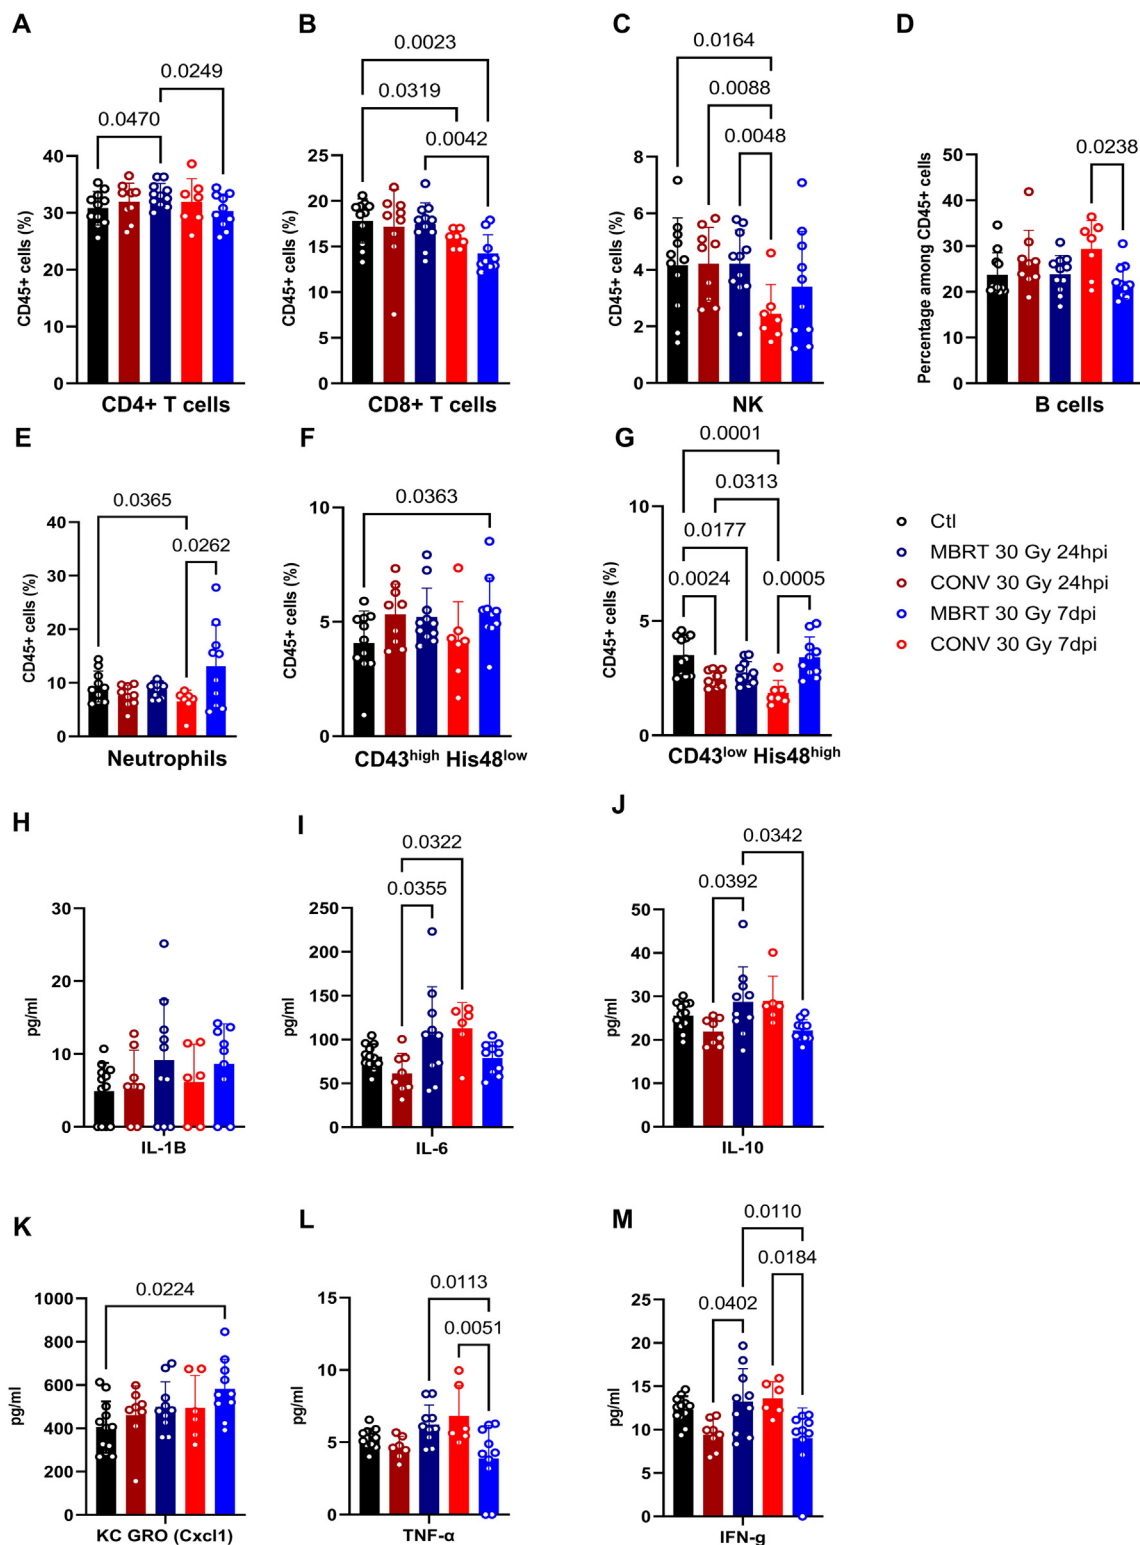 A
B
C
D
0.0249
0.0470
CD45+ cells (%)
40
30
20
10
0
CD4+ T cells
0.0023
0.0319
0.0042
CD45+ cells (%)
25
20
15
10
5
0
CD8+ T cells
0.0164
0.0088
0.0048
CD45+ cells (%)
8
6
4
2
0
NK
0.0238
Percentage among CD45+ cells
50
40
30
20
10
0
B cells
E
F
G
0.0365
0.0262
CD45+ cells (%)
40
30
20
10
0
Neutrophils
0.0363
CD45+ cells (%)
10
5
0
CD43high His48low
0.0001
0.0313
0.0177
0.0024
0.0005
CD45+ cells (%)
10
5
0
CD43low His48high
Ctl
MBRT 30 Gy 24hpi
CONV 30 Gy 24hpi
MBRT 30 Gy 7dpi
CONV 30 Gy 7dpi
H
I
J
pg/ml
30
20
10
0
IL-1B
0.0322
0.0355
pg/ml
250
200
150
100
50
0
IL-6
0.0342
0.0392
pg/ml
50
40
30
20
10
0
IL-10
K
L
M
0.0224
pg/ml
1000
800
600
400
200
0
KC GRO (Cxcl1)
0.0113
0.0051
pg/ml
15
10
5
0
TNF-α
0.0110
0.0184
0.0402
pg/ml
25
20
15
10
5
0
IFN-g